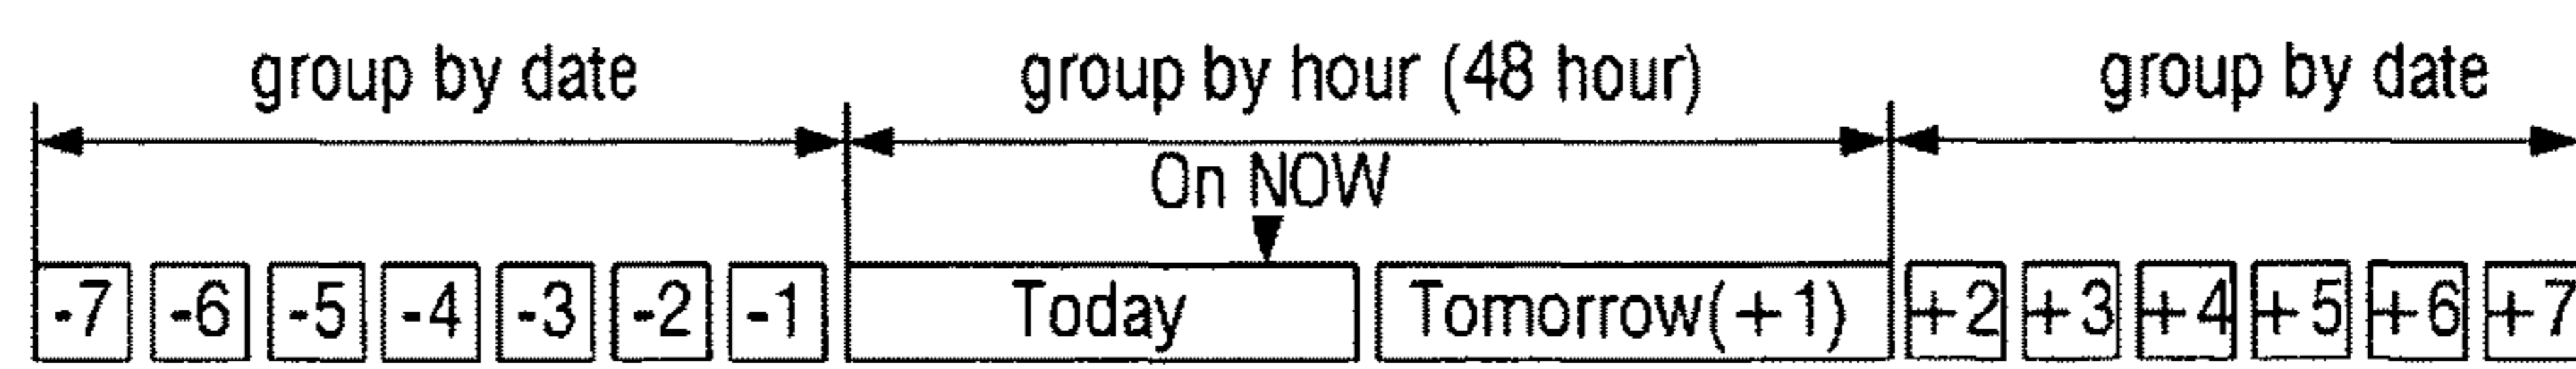 group by date group by hour (48 hour) group by date
On NOW
-7 -6 -5 -4 -3 -2 -1 Today Tomorrow(+1) +2 +3 +4 +5 +6 +7